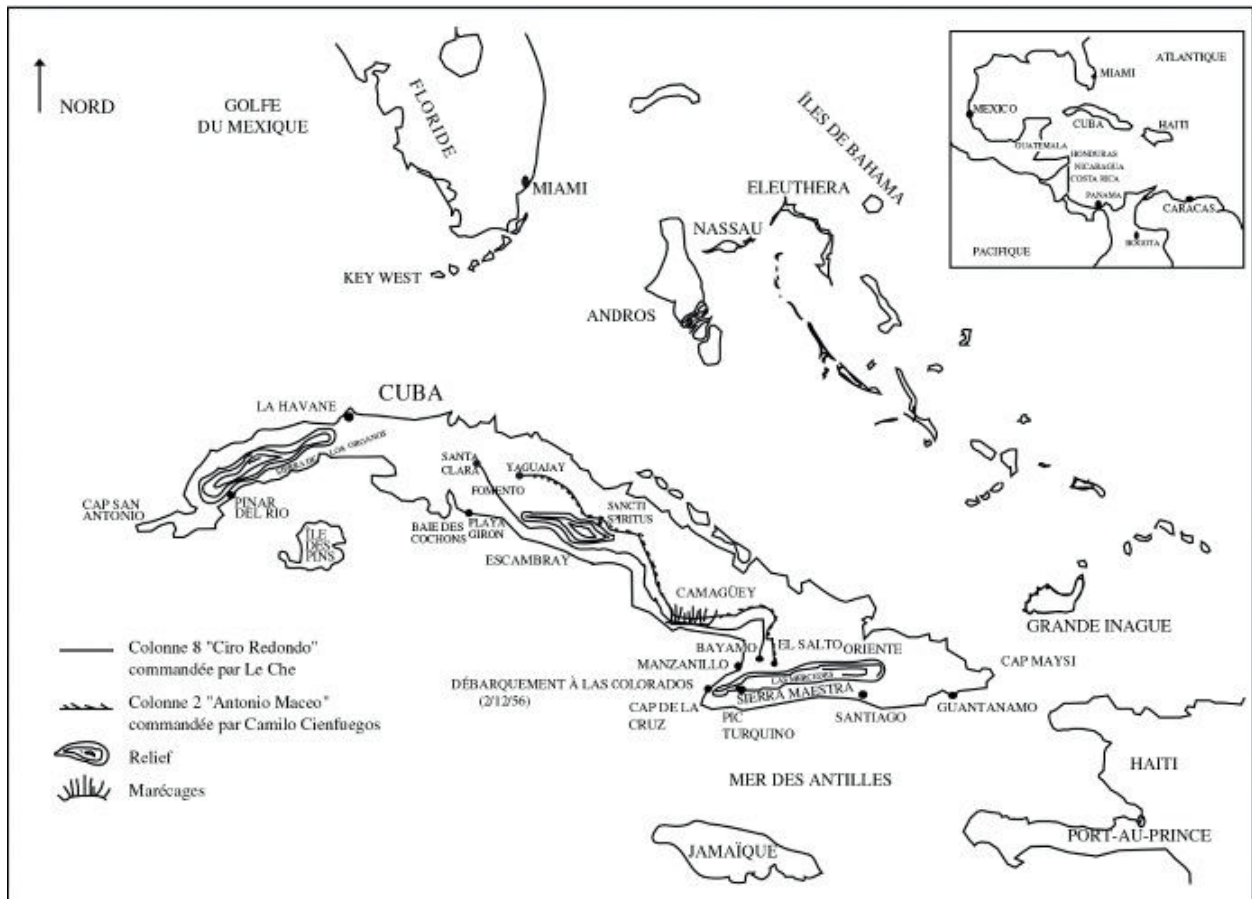 NORD
GOLFE
DU MEXIQUE
FLORIDE
MIAMI
KEY WEST
ÎLES DE BAHAMA
ELEUTHERA
NASSAU
ANDROS
ATLANTIQUE
MIAMI
MEXICO
CUBA
HAITI
GUATEMALA
HONDURAS
NICARAGUA
COSTA RICA
PANAMA
CARACAS
BOGOTA
PACIFIQUE
CUBA
LA HAVANE
SIERRA DE LOS ORGANOS
CAP SAN
ANTONIO
PINAR
DEL RIO
ÎLE
DES
PINS
SANTA
CLARA
YAGUAJAY
FOMENTO
SANCTI
SPIRITUS
BAIE DES
COCHONS
PLAYA
GIRON
ESCAMBRAY
CAMAGÜEY
BAYAMO
EL SALTO
ORIENTE
MANZANILLO
LAS MERCEDES
SIERRA MAESTRA
DÉBARQUEMENT À LAS COLORADOS
(2/12/56)
CAP DE LA
CRUZ
PIC
TURQUINO
SANTIAGO
GUANTANAMO
CAP MAYSI
GRANDE INAGUE
MER DES ANTILLES
HAITI
PORT-AU-PRINCE
JAMAÏQUE
Colonne 8 "Ciro Redondo"
commandée par Le Che
Colonne 2 "Antonio Maceo"
commandée par Camilo Cienfuegos
Relief
Marécages